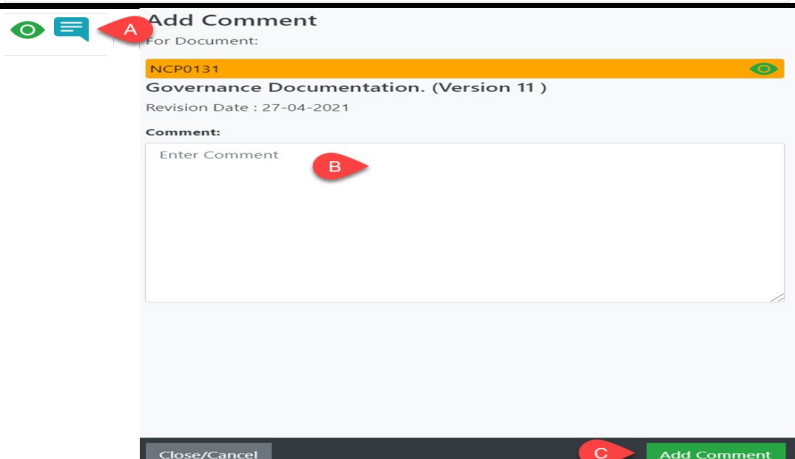 A
Add Comment
For Document:
NCP0131
Governance Documentation. (Version 11 )
Revision Date : 27-04-2021
Comment:
Enter Comment
B
Close/Cancel
C
Add Comment